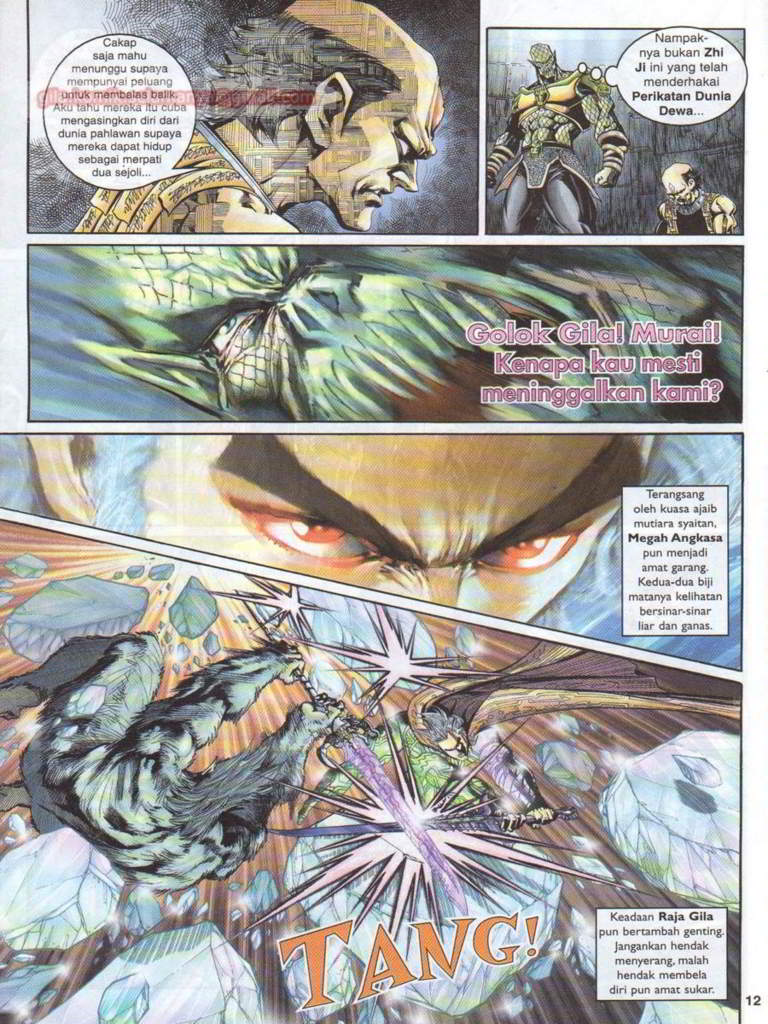 Cakap
saja mahu
menunggu supaya
mempunyai peluang
untuk membalas balik.
Aku tahu mereka itu cuba
mengasingkan diri dari
dunia pahlawan supaya
mereka dapat hidup
sebagai merpati
dua sejoli...
Nampak-
nya bukan Zhi
Ji ini yang telah
menderhakai
Perikatan Dunia
Dewa...
Golok Gila! Murai!
Kenapa kau mesti
meninggalkan kami?
Terangsang
oleh kuasa ajaib
mutiara syaitan,
Megah Angkasa
pun menjadi
amat garang.
Kedua-dua biji
matanya kelihatan
bersinar-sinar
liar dan ganas.
TANG!
Keadaan Raja Gila
pun bertambah genting.
Jangankan hendak
menyerang, malah
hendak membela
diri pun amat sukar.
12